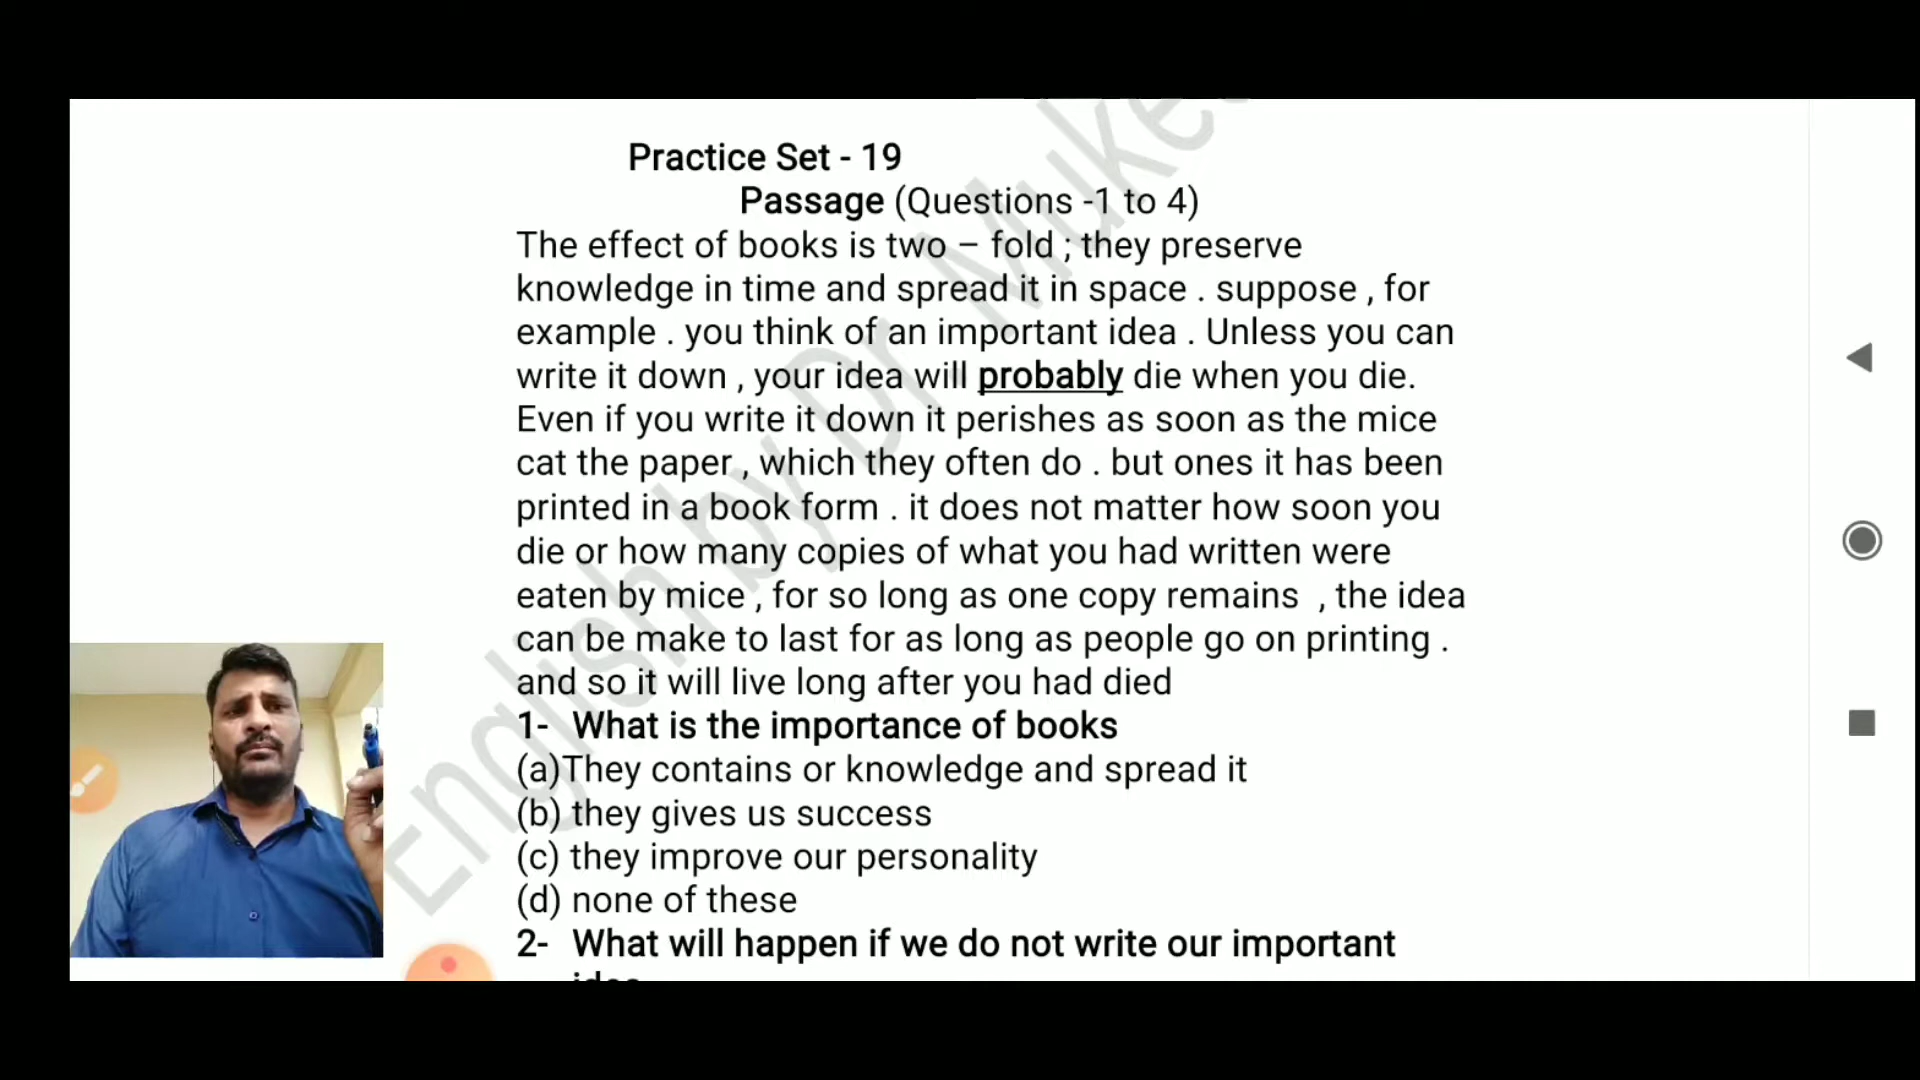 Practice Set - 19
Passage (Questions -1 to 4)
The effect of books is two – fold ; they preserve
knowledge in time and spread it in space . suppose , for
example . you think of an important idea . Unless you can
write it down , your idea will probably die when you die.
Even if you write it down it perishes as soon as the mice
cat the paper , which they often do . but ones it has been
printed in a book form . it does not matter how soon you
die or how many copies of what you had written were
eaten by mice , for so long as one copy remains , the idea
can be make to last for as long as people go on printing .
and so it will live long after you had died
1- What is the importance of books
(a)They contains or knowledge and spread it
(b) they gives us success
(c) they improve our personality
(d) none of these
2- What will happen if we do not write our important
English by Dr. Muke